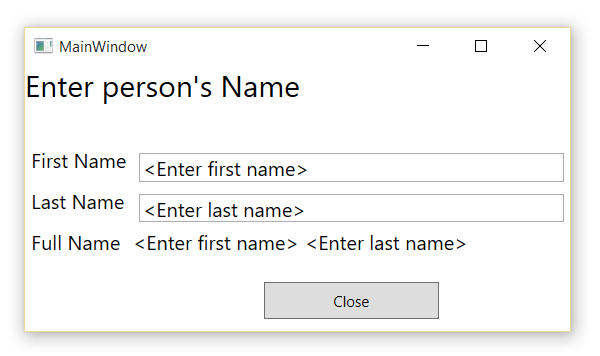 MainWindow
Enter person's Name
First Name <Enter first name>
Last Name <Enter last name>
Full Name <Enter first name> <Enter last name>
Close